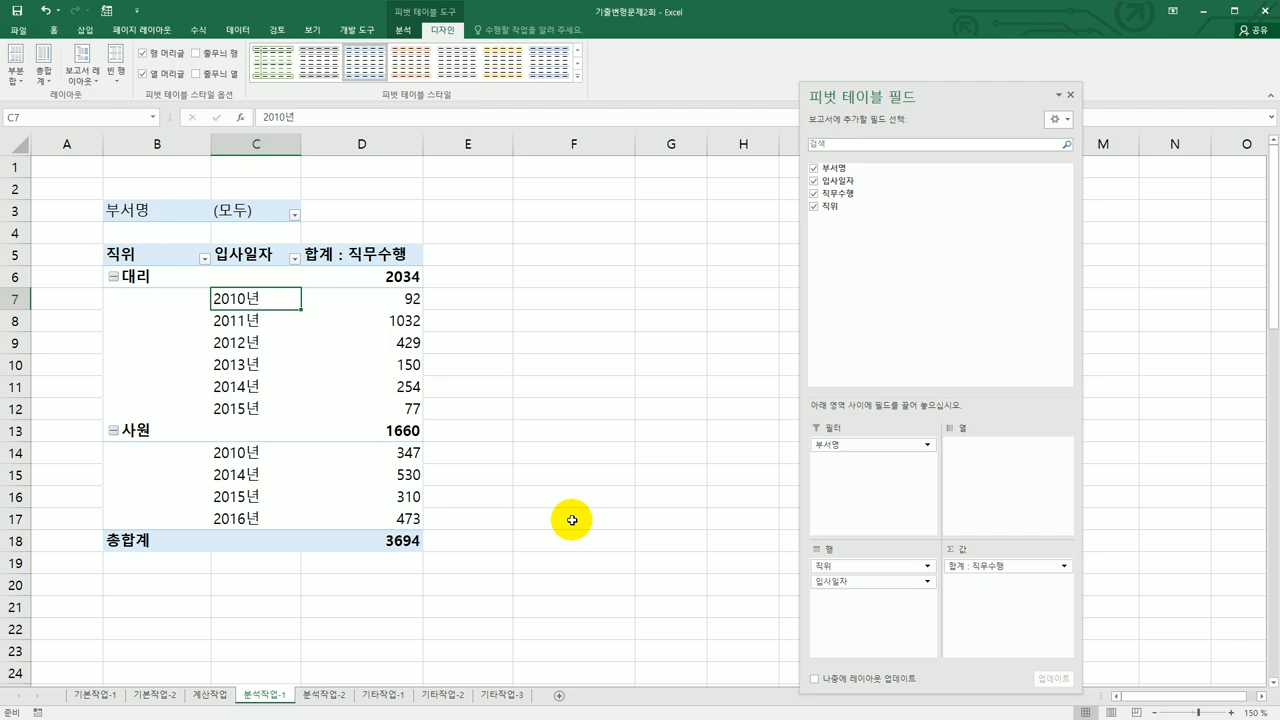 피벗 테이블 도구
기출변형문제2회 - Excel
파일 홈 삽입 페이지 레이아웃 수식 데이터 검토 보기 개발 도구 분석 디자인 수행할 작업을 알려 주세요. 공유
부분합 총합계 보고서 레이아웃 빈 행
행 머리글 줄무늬 행
열 머리글 줄무늬 열
레이아웃 피벗 테이블 스타일 옵션 피벗 테이블 스타일
C7 fx 2010년
A B C D E F G H M N O
1
2
3 부서명 (모두)
4
5 직위 입사일자 합계 : 직무수행
6 대리 2034
7 2010년 92
8 2011년 1032
9 2012년 429
10 2013년 150
11 2014년 254
12 2015년 77
13 사원 1660
14 2010년 347
15 2014년 530
16 2015년 310
17 2016년 473
18 총합계 3694
19
20
21
22
23
24
피벗 테이블 필드
보고서에 추가할 필드 선택:
검색
부서명
입사일자
직무수행
직위
아래 영역 사이에 필드를 끌어 놓으십시오.
필터 열
부서명
행 Σ 값
직위 합계 : 직무수행
입사일자
나중에 레이아웃 업데이트 업데이트
기본작업-1 기본작업-2 계산작업 분석작업-1 분석작업-2 기타작업-1 기타작업-2 기타작업-3
준비 150 %